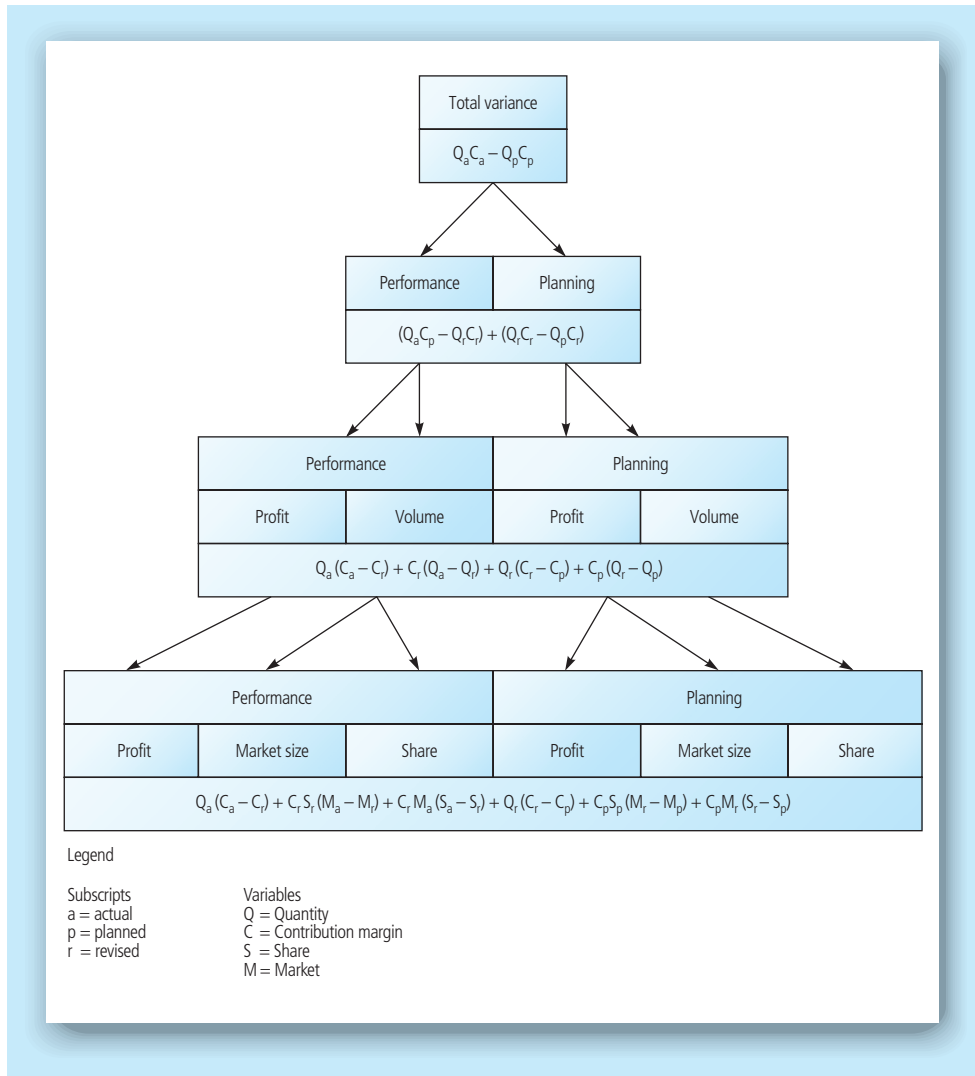 Total variance
QₐCₐ – QₚCₚ
Performance Planning
(QₐCₚ – QᵣCᵣ) + (QᵣCᵣ – QₚCᵣ)
Performance Planning
Profit Volume Profit Volume
Qₐ (Cₐ – Cᵣ) + Cᵣ (Qₐ – Qᵣ) + Qᵣ (Cᵣ – Cₚ) + Cₚ (Qᵣ – Qₚ)
Performance Planning
Profit Market size Share Profit Market size Share
Qₐ (Cₐ – Cᵣ) + Cᵣ Sᵣ (Mₐ – Mᵣ) + Cᵣ Mₐ (Sₐ – Sᵣ) + Qᵣ (Cᵣ – Cₚ) + CₚSₚ (Mᵣ – Mₚ) + CₚMᵣ (Sᵣ – Sₚ)
Legend
Subscripts Variables
a = actual Q = Quantity
p = planned C = Contribution margin
r = revised S = Share
M = Market